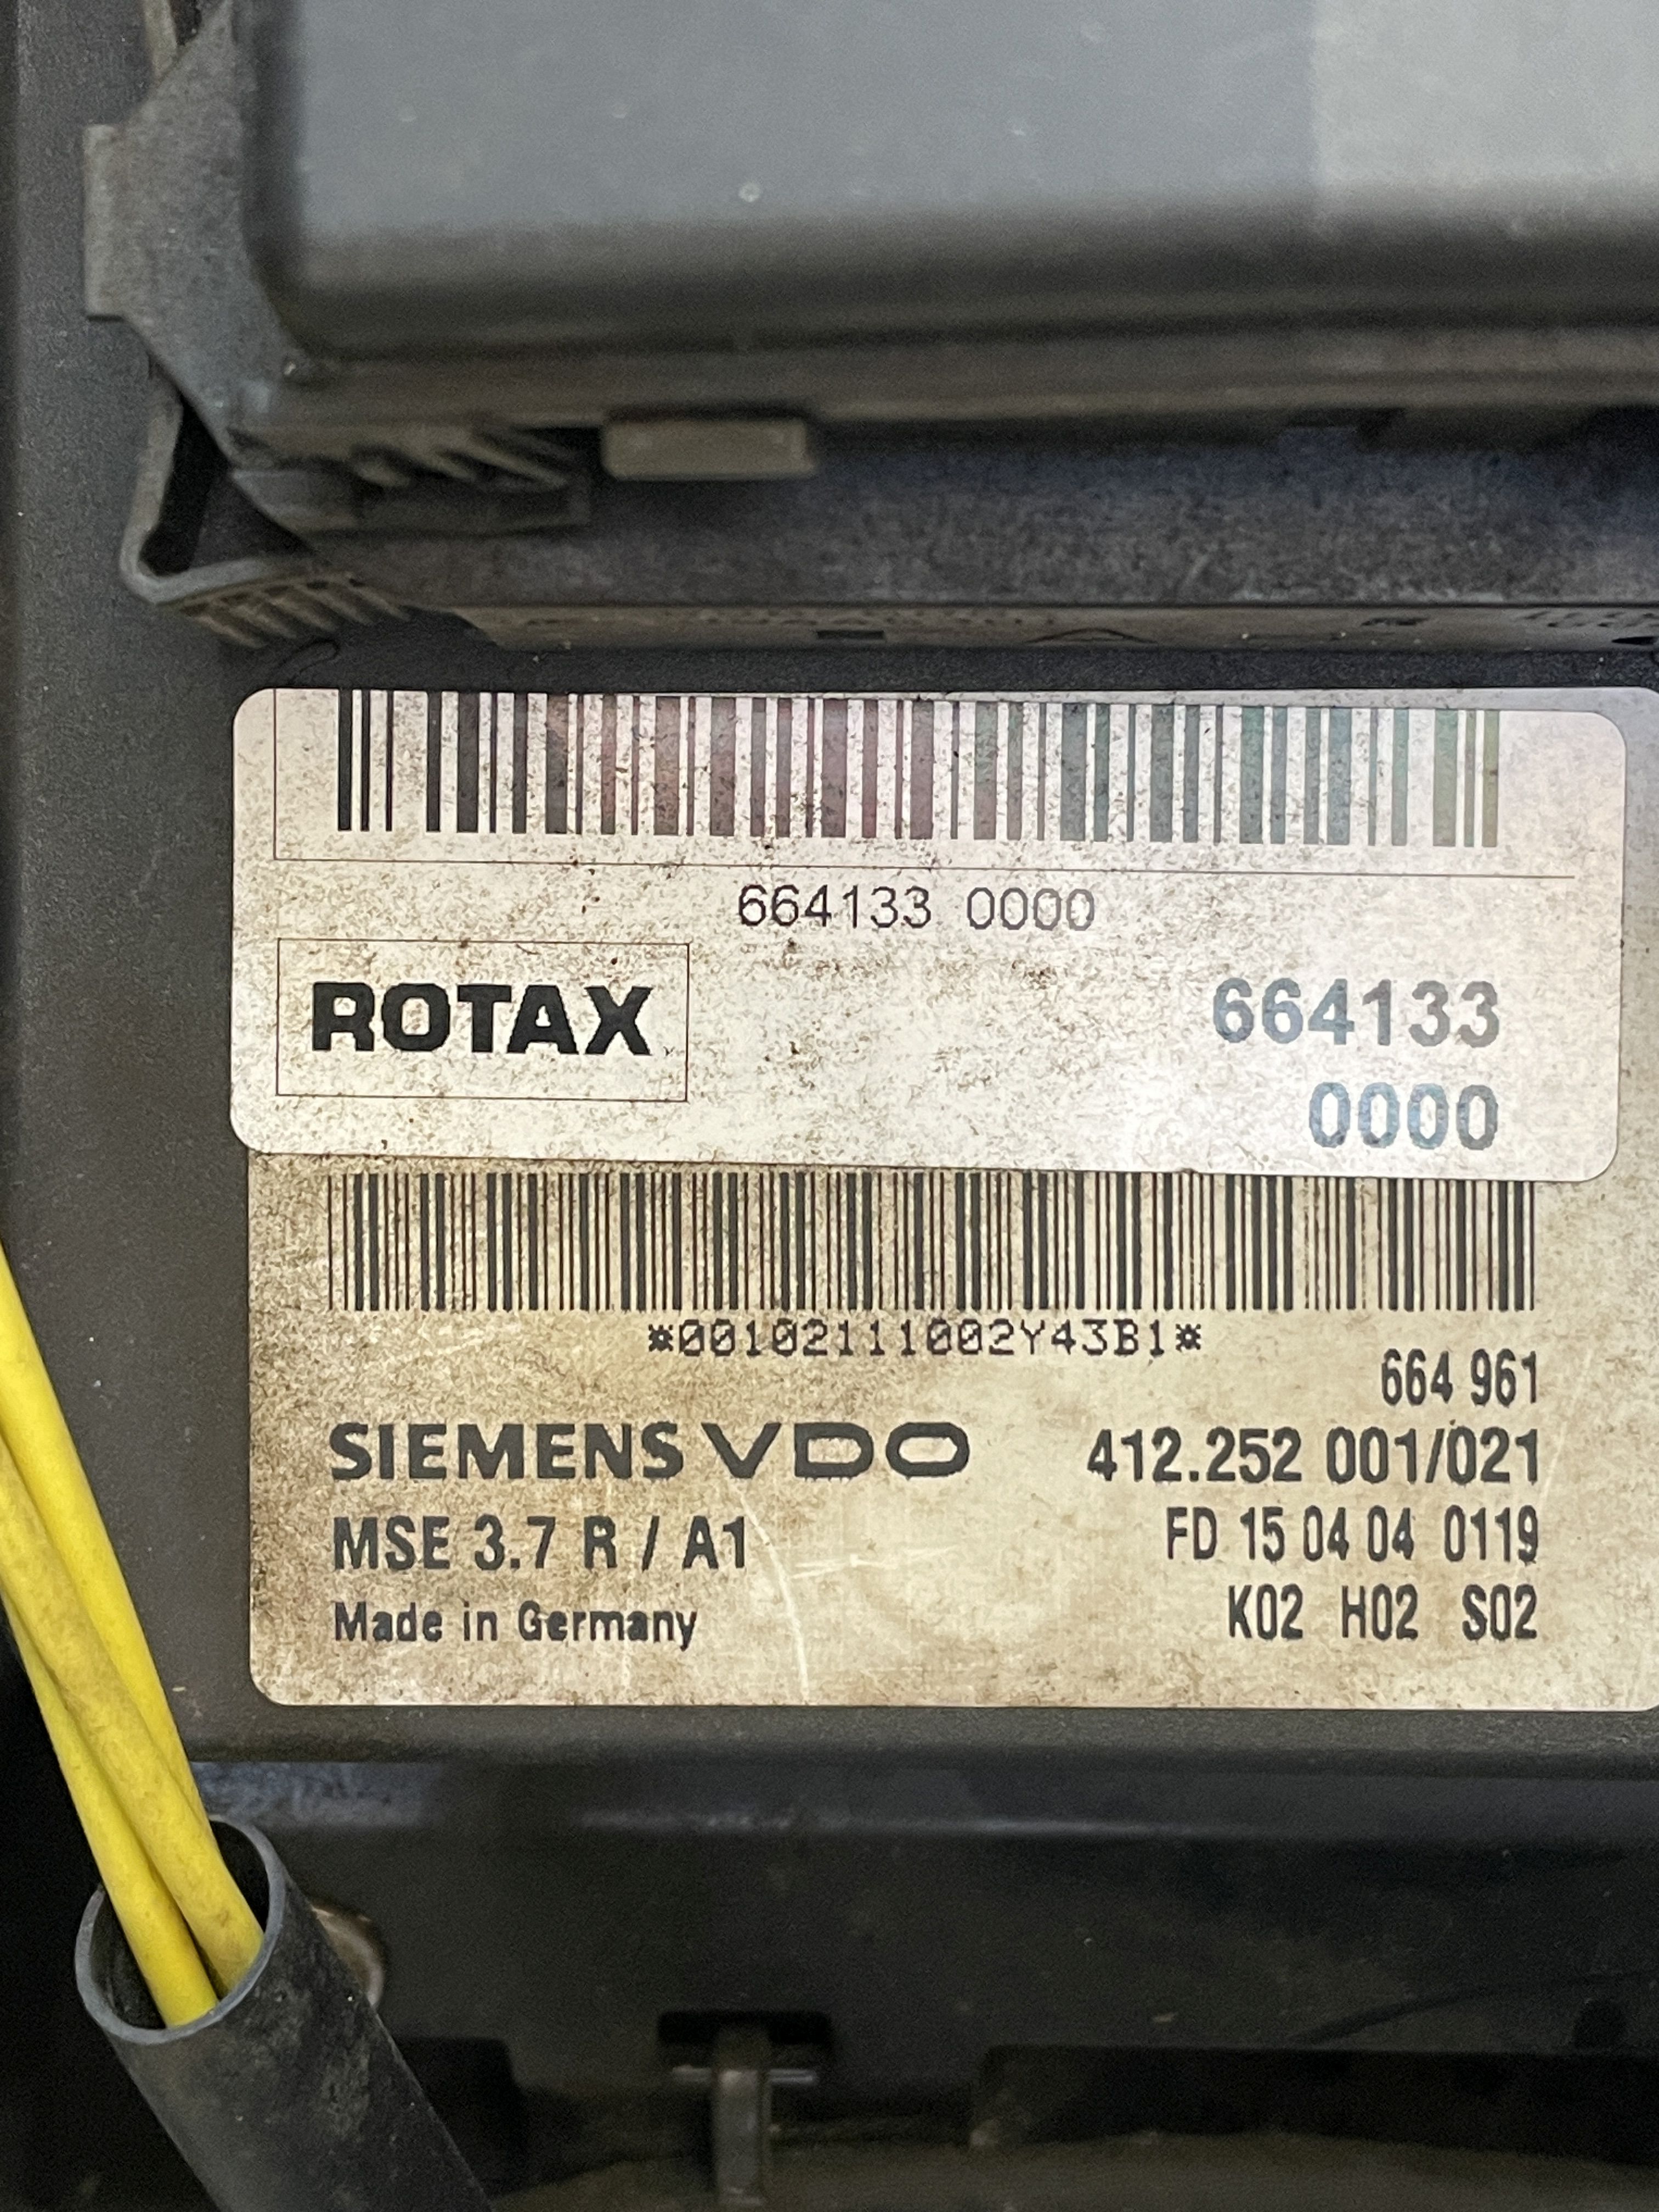 664133 0000
ROTAX
664133
0000
*00102111002Y43B1*
664 961
SIEMENS VDO
412.252 001/021
MSE 3.7 R / A1
FD 15 04 04 0119
Made in Germany
K02 H02 S02